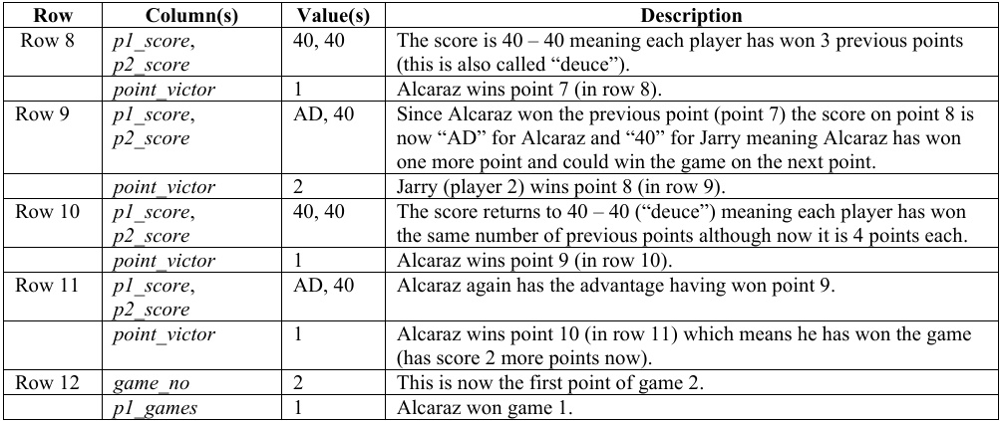 Row Column(s) Value(s) Description
Row 8 p1_score, 40, 40 The score is 40 – 40 meaning each player has won 3 previous points
p2_score (this is also called “deuce”).
point_victor 1 Alcaraz wins point 7 (in row 8).
Row 9 p1_score, AD, 40 Since Alcaraz won the previous point (point 7) the score on point 8 is
p2_score now “AD” for Alcaraz and “40” for Jarry meaning Alcaraz has won
one more point and could win the game on the next point.
point_victor 2 Jarry (player 2) wins point 8 (in row 9).
Row 10 p1_score, 40, 40 The score returns to 40 – 40 (“deuce”) meaning each player has won
p2_score the same number of previous points although now it is 4 points each.
point_victor 1 Alcaraz wins point 9 (in row 10).
Row 11 p1_score, AD, 40 Alcaraz again has the advantage having won point 9.
p2_score
point_victor 1 Alcaraz wins point 10 (in row 11) which means he has won the game
(has score 2 more points now).
Row 12 game_no 2 This is now the first point of game 2.
p1_games 1 Alcaraz won game 1.